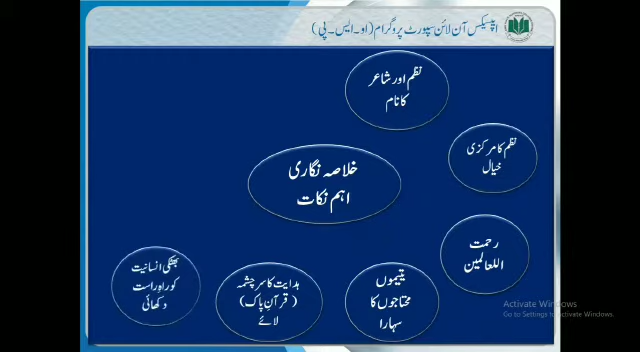 ایپسیکس آن لائن سپورٹ پروگرام (او۔ایس۔پی)
نظم اور شاعر
کا نام
نظم کا مرکزی
خیال
خلاصہ نگاری
اہم نکات
رحمت
اللعالمین
یتیموں
محتاجوں کا
سہارا
ہدایت کا سرچشمہ
(قرآنِ پاک)
لائے
بھٹکی انسانیت
کو راہِ راست
دکھائی
Activate Windows
Go to Settings to activate Windows.